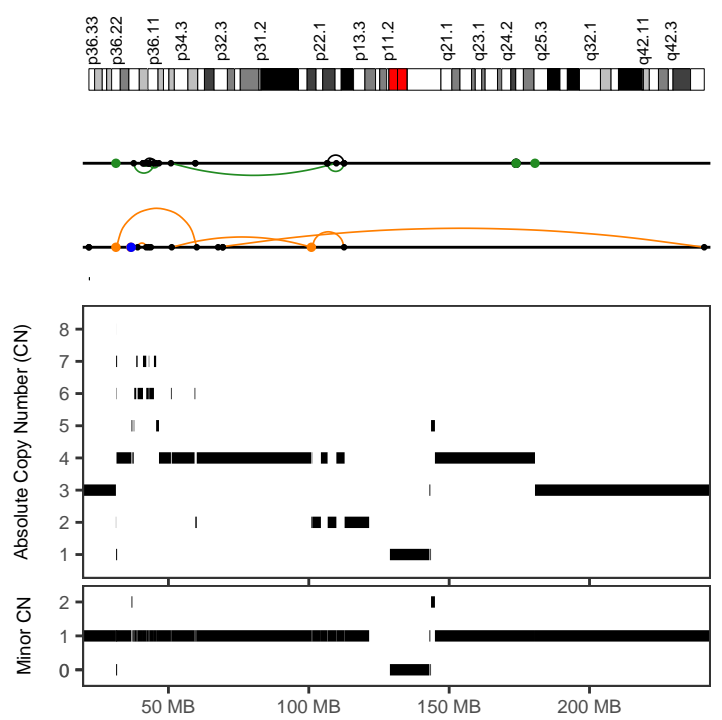 p36.33
p36.22
p36.11
p34.3
p32.3
p31.2
p22.1
p13.3
p11.2
q21.1
q23.1
q24.2
q25.3
q32.1
q42.11
q42.3
Absolute Copy Number (CN)
8
7
6
5
4
3
2
1
Minor CN
2
1
0
50 MB
100 MB
150 MB
200 MB